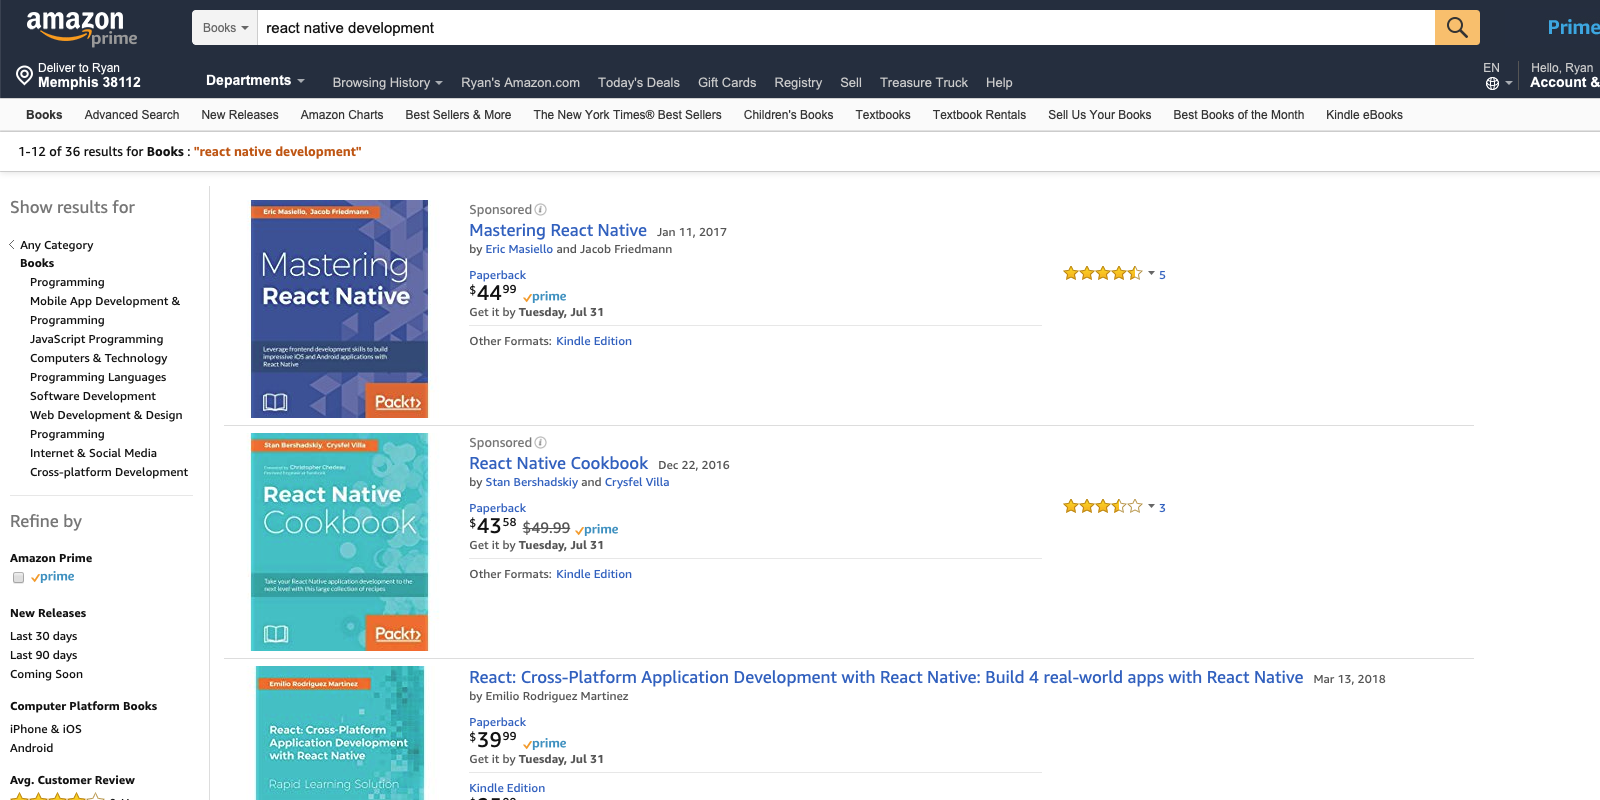 amazon
prime
Books
react native development
Prime
Deliver to Ryan
Memphis 38112
Departments
Browsing History
Ryan's Amazon.com
Today's Deals
Gift Cards
Registry
Sell
Treasure Truck
Help
EN
Hello, Ryan
Account &
Books
Advanced Search
New Releases
Amazon Charts
Best Sellers & More
The New York Times® Best Sellers
Children's Books
Textbooks
Textbook Rentals
Sell Us Your Books
Best Books of the Month
Kindle eBooks
1-12 of 36 results for Books : "react native development"
Show results for
Any Category
Books
Programming
Mobile App Development &
Programming
JavaScript Programming
Computers & Technology
Programming Languages
Software Development
Web Development & Design
Programming
Internet & Social Media
Cross-platform Development
Refine by
Amazon Prime
prime
New Releases
Last 30 days
Last 90 days
Coming Soon
Computer Platform Books
iPhone & iOS
Android
Avg. Customer Review
Eric Masiello, Jacob Friedmann
Mastering
React Native
Leverage frontend development skills to build
impressive iOS and Android applications with
React Native
Packt>
Sponsored
Mastering React Native Jan 11, 2017
by Eric Masiello and Jacob Friedmann
Paperback
$44.99 prime
Get it by Tuesday, Jul 31
Other Formats: Kindle Edition
5
Stan Bershadskiy, Crysfel Villa
Christopher Chedeau
React Native
Cookbook
Take your React Native application development to the
next level with this large collection of recipes
Packt>
Sponsored
React Native Cookbook Dec 22, 2016
by Stan Bershadskiy and Crysfel Villa
Paperback
$43.58 $49.99 prime
Get it by Tuesday, Jul 31
Other Formats: Kindle Edition
3
Emilio Rodriguez Martinez
React: Cross-Platform
Application Development
with React Native
Rapid Learning Solution
React: Cross-Platform Application Development with React Native: Build 4 real-world apps with React Native Mar 13, 2018
by Emilio Rodriguez Martinez
Paperback
$39.99 prime
Get it by Tuesday, Jul 31
Kindle Edition